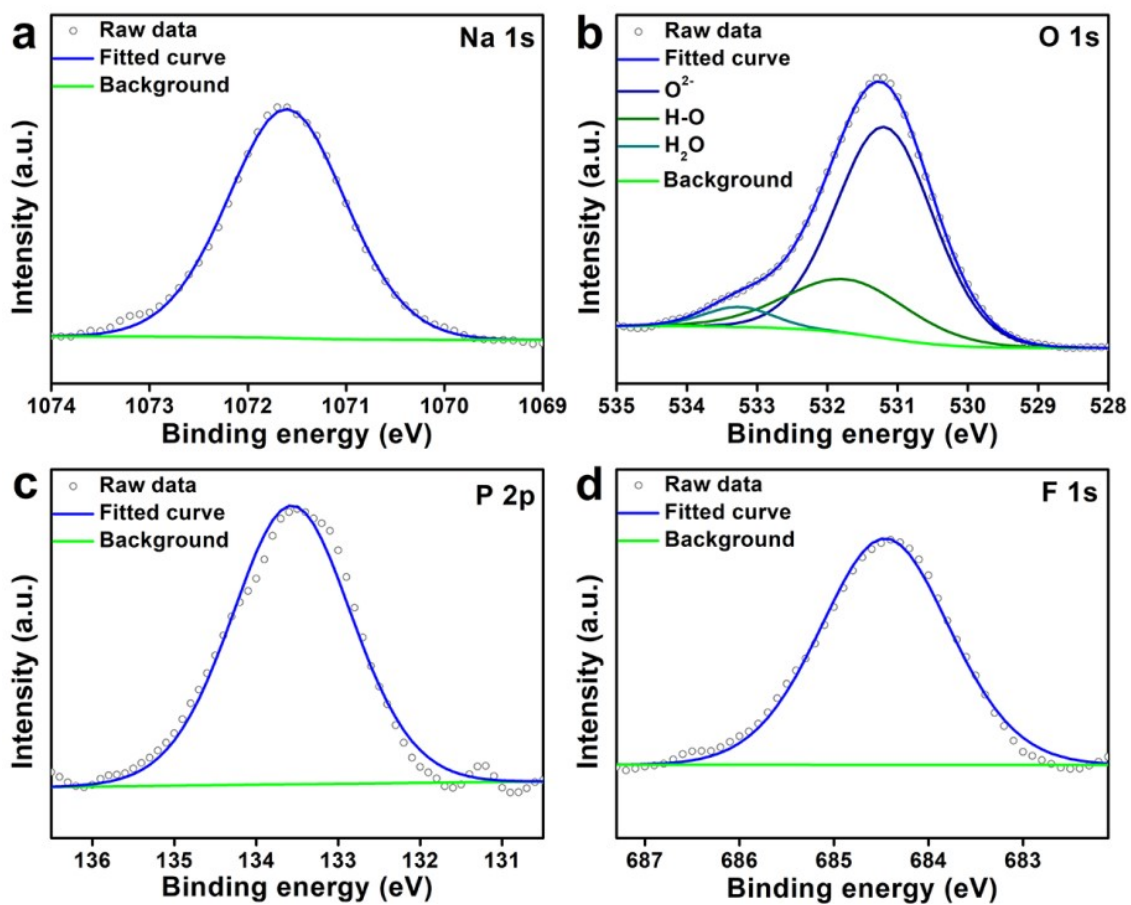 a
Raw data
Fitted curve
Background
Na 1s
Intensity (a.u.)
1074
1073
1072
1071
1070
1069
Binding energy (eV)
b
Raw data
Fitted curve
O²⁻
H-O
H₂O
Background
O 1s
Intensity (a.u.)
535
534
533
532
531
530
529
528
Binding energy (eV)
c
Raw data
Fitted curve
Background
P 2p
Intensity (a.u.)
136
135
134
133
132
131
Binding energy (eV)
d
Raw data
Fitted curve
Background
F 1s
Intensity (a.u.)
687
686
685
684
683
Binding energy (eV)